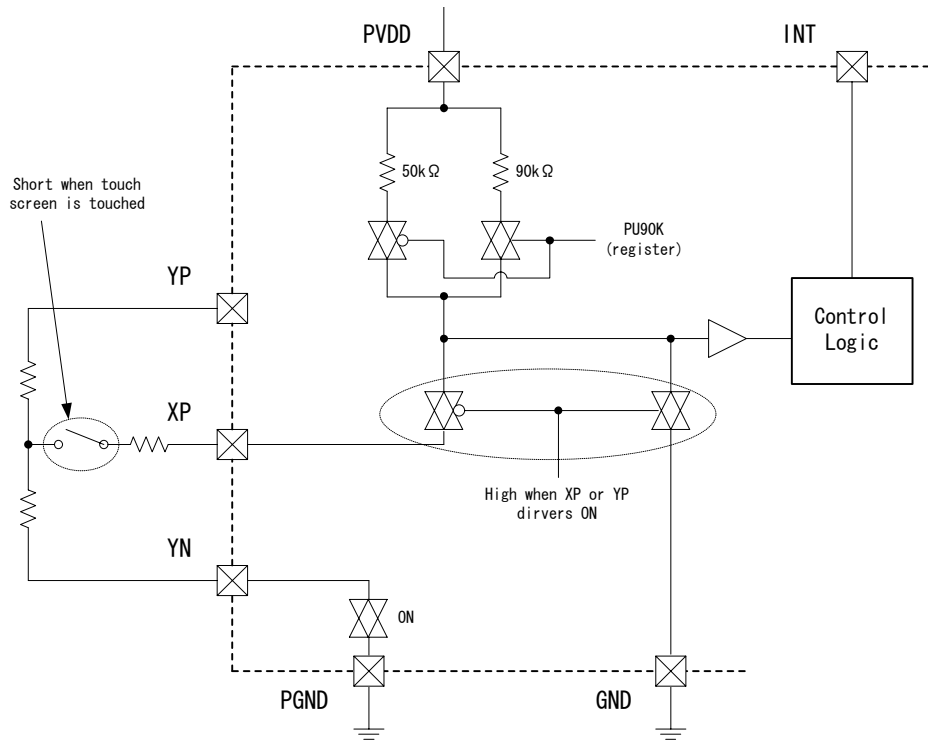 PVDD
INT
50kΩ
90kΩ
Short when touch
screen is touched
PU90K
(register)
YP
Control
Logic
XP
High when XP or YP
dirvers ON
YN
ON
PGND
GND